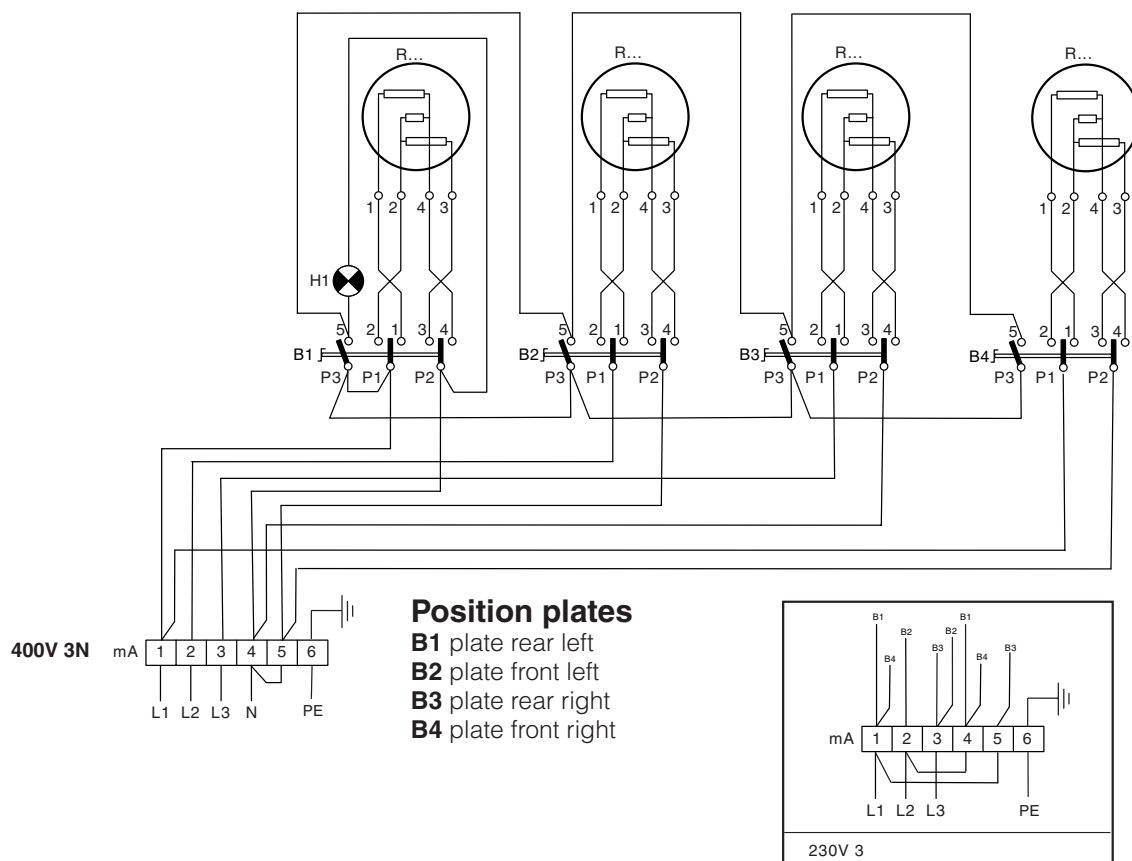 R... R... R... R...
1 2 4 3 1 2 4 3 1 2 4 3 1 2 4 3
H1
5 2 1 3 4 5 2 1 3 4 5 2 1 3 4 5 2 1 3 4
B1 B2 B3 B4
P3 P1 P2 P3 P1 P2 P3 P1 P2 P3 P1 P2
400V 3N mA 1 2 3 4 5 6
L1 L2 L3 N PE
Position plates
B1 plate rear left
B2 plate front left
B3 plate rear right
B4 plate front right
B1 B2 B2 B1
B4 B3 B4 B3
mA 1 2 3 4 5 6
L1 L2 L3 PE
230V 3